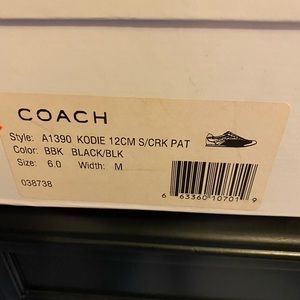 COACH
Style: A1390 KODIE 12CM S/CRK PAT
Color: BBK BLACK/BLK
Size: 6.0 Width: M
038738
6 63360 10701 9